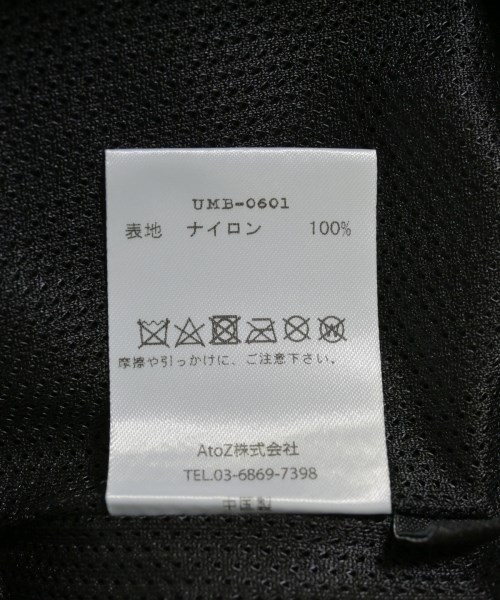 UMB-0601
表地 ナイロン 100%
摩擦や引っかけに、ご注意下さい。
AtoZ株式会社
TEL.03-6869-7398
中国製